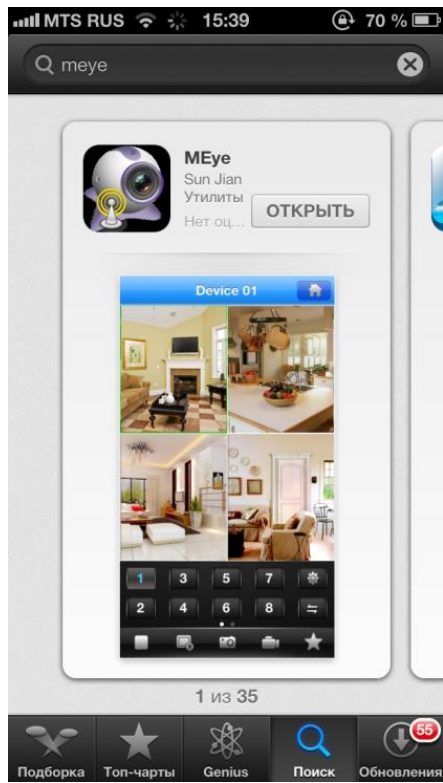 MTS RUS 15:39 70 %
meye
MEye
Sun Jian
Утилиты
Нет оц...
ОТКРЫТЬ
Device 01
1 3 5 7
2 4 6 8
1 из 35
55
Подборка Топ-чарты Genius Поиск Обновления